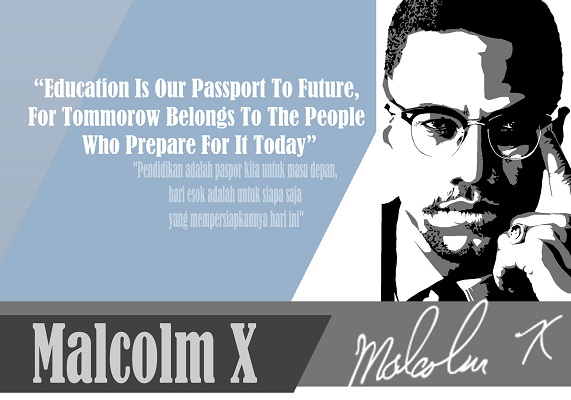 “Education Is Our Passport To Future,
For Tommorow Belongs To The People
Who Prepare For It Today”
"Pendidikan adalah paspor kita untuk masa depan,
hari esok adalah untuk siapa saja
yang mempersiapkannya hari ini"
Malcolm X
Malcolm X